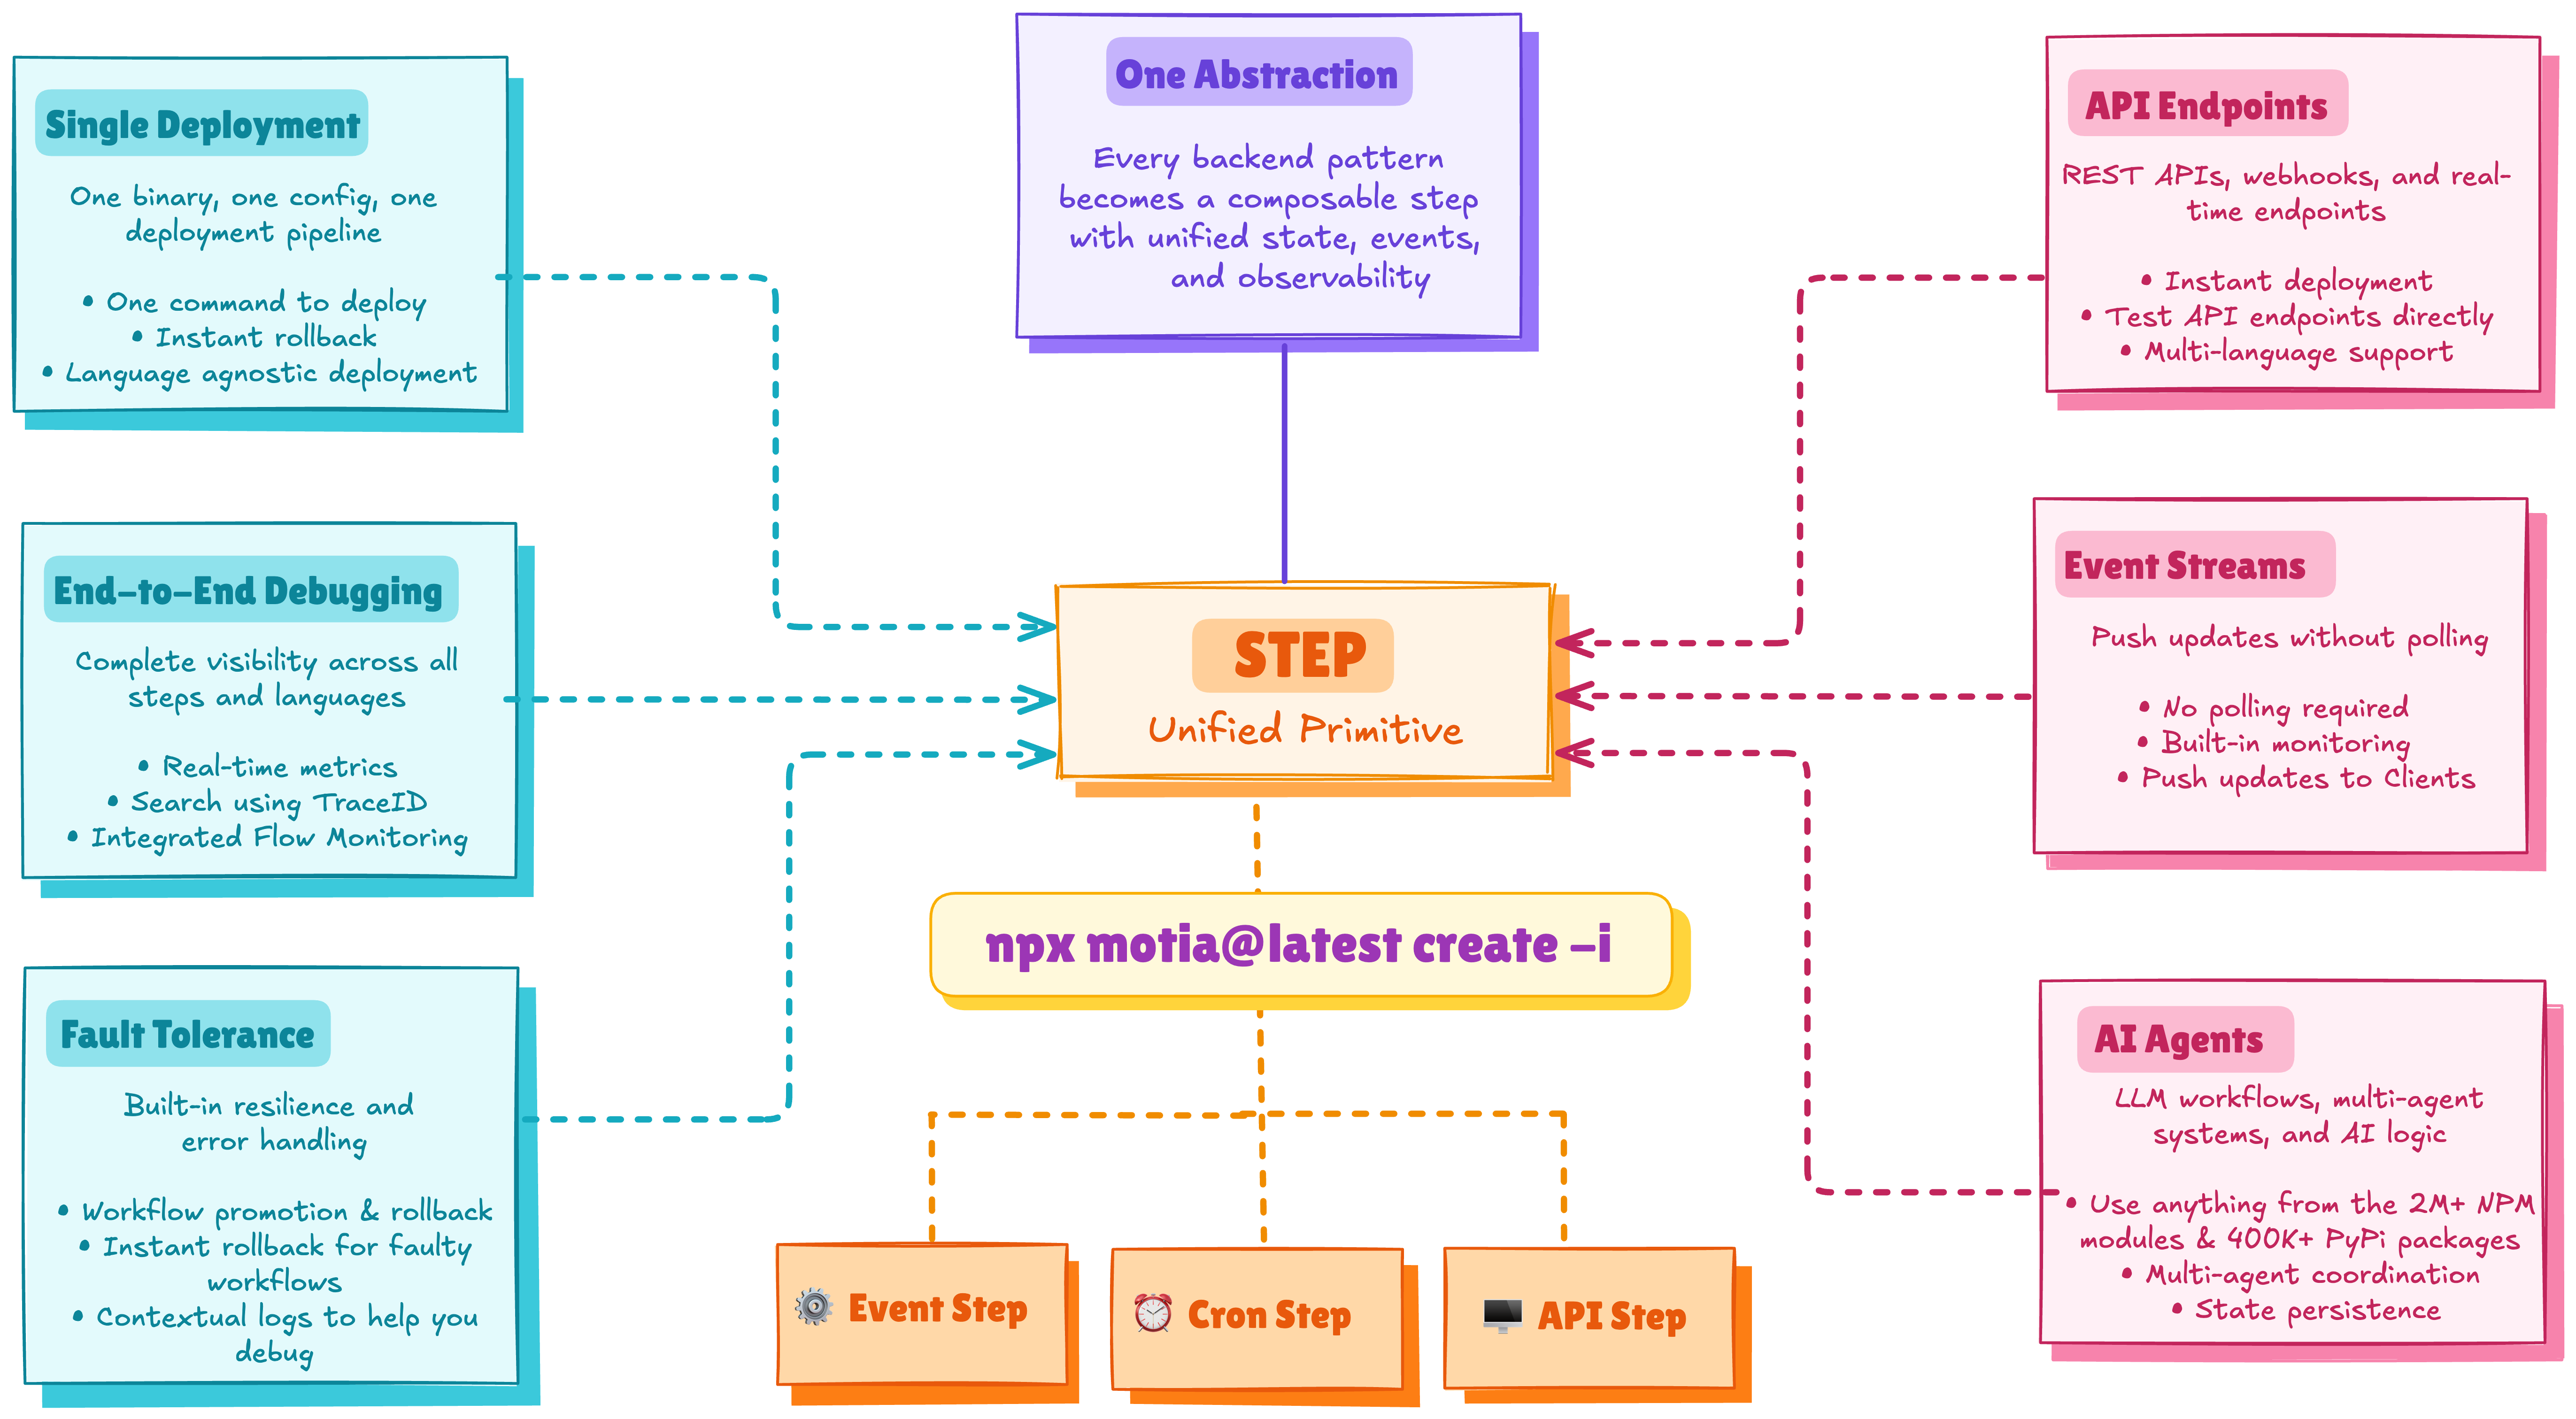 Single Deployment
One binary, one config, one
deployment pipeline
• One command to deploy
• Instant rollback
• Language agnostic deployment
End-to-End Debugging
Complete visibility across all
steps and languages
• Real-time metrics
• Search using TraceID
• Integrated Flow Monitoring
Fault Tolerance
Built-in resilience and
error handling
• Workflow promotion & rollback
• Instant rollback for faulty
workflows
• Contextual logs to help you
debug
One Abstraction
Every backend pattern
becomes a composable step
with unified state, events,
and observability
STEP
Unified Primitive
npx motia@latest create -i
Event Step
Cron Step
API Step
API Endpoints
REST APIs, webhooks, and real-
time endpoints
• Instant deployment
• Test API endpoints directly
• Multi-language support
Event Streams
Push updates without polling
• No polling required
• Built-in monitoring
• Push updates to Clients
AI Agents
LLM workflows, multi-agent
systems, and AI logic
• Use anything from the 2M+ NPM
modules & 400K+ PyPi packages
• Multi-agent coordination
• State persistence